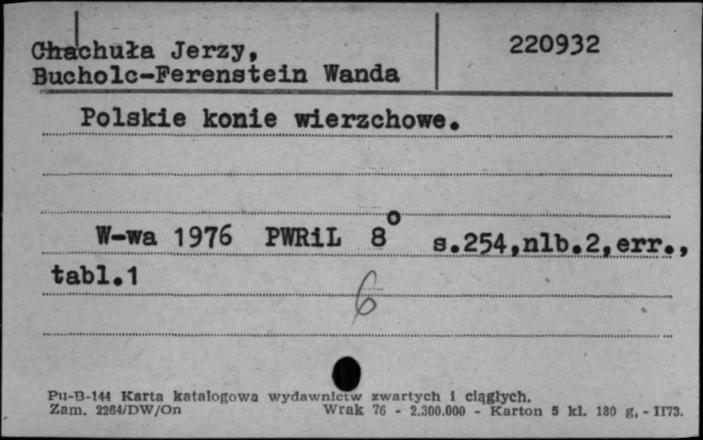 Chachuła Jerzy,
220932
Bucholc-Ferenstein Wanda
Polskie konie wierzchowe.
W-wa 1976 PWRiL 8° s.254,nlb.2,err.,
tabl.1
6
Pu-B-144 Karta katalogowa wydawnictw zwartych i ciągłych.
Zam. 2264/DW/On Wrak 76 - 2.300.000 - Karton 5 kl. 180 g, - II73.